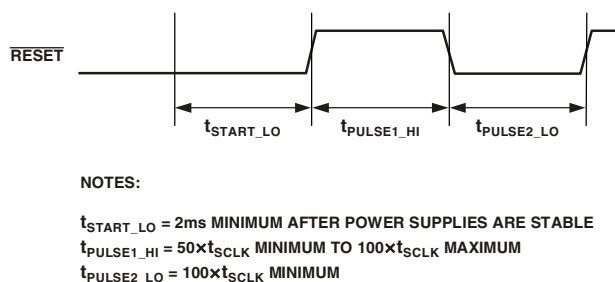 RESET
tSTART_LO tPULSE1_HI tPULSE2_LO
NOTES:
tSTART_LO = 2ms MINIMUM AFTER POWER SUPPLIES ARE STABLE
tPULSE1_HI = 50×tSCLK MINIMUM TO 100×tSCLK MAXIMUM
tPULSE2_LO = 100×tSCLK MINIMUM